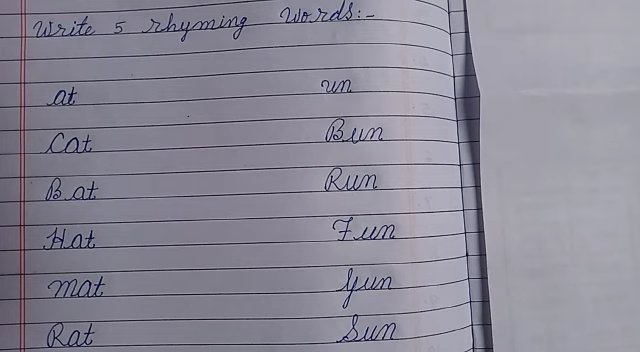 Write 5 rhyming Words:-
at un
Cat Bun
Bat Run
Hat Fun
mat Gun
Rat Sun